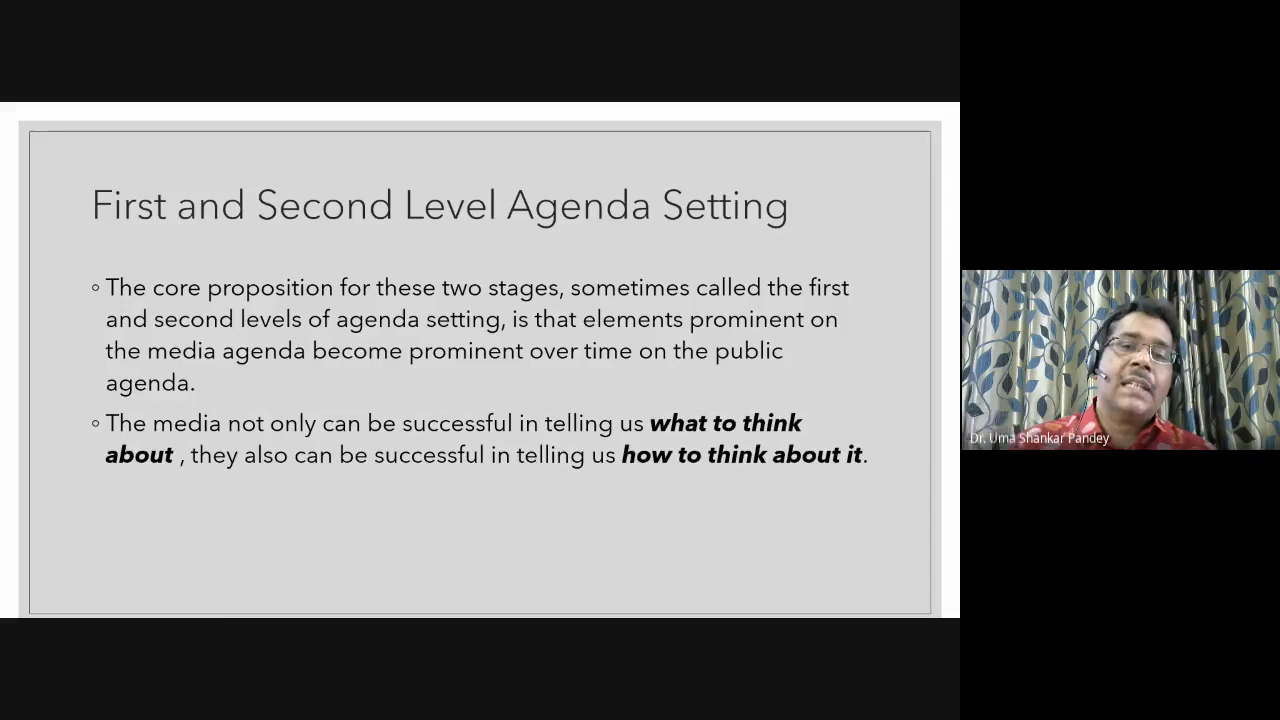 First and Second Level Agenda Setting
◦ The core proposition for these two stages, sometimes called the first
and second levels of agenda setting, is that elements prominent on
the media agenda become prominent over time on the public
agenda.
◦ The media not only can be successful in telling us what to think
about , they also can be successful in telling us how to think about it.
Dr. Uma Shankar Pandey